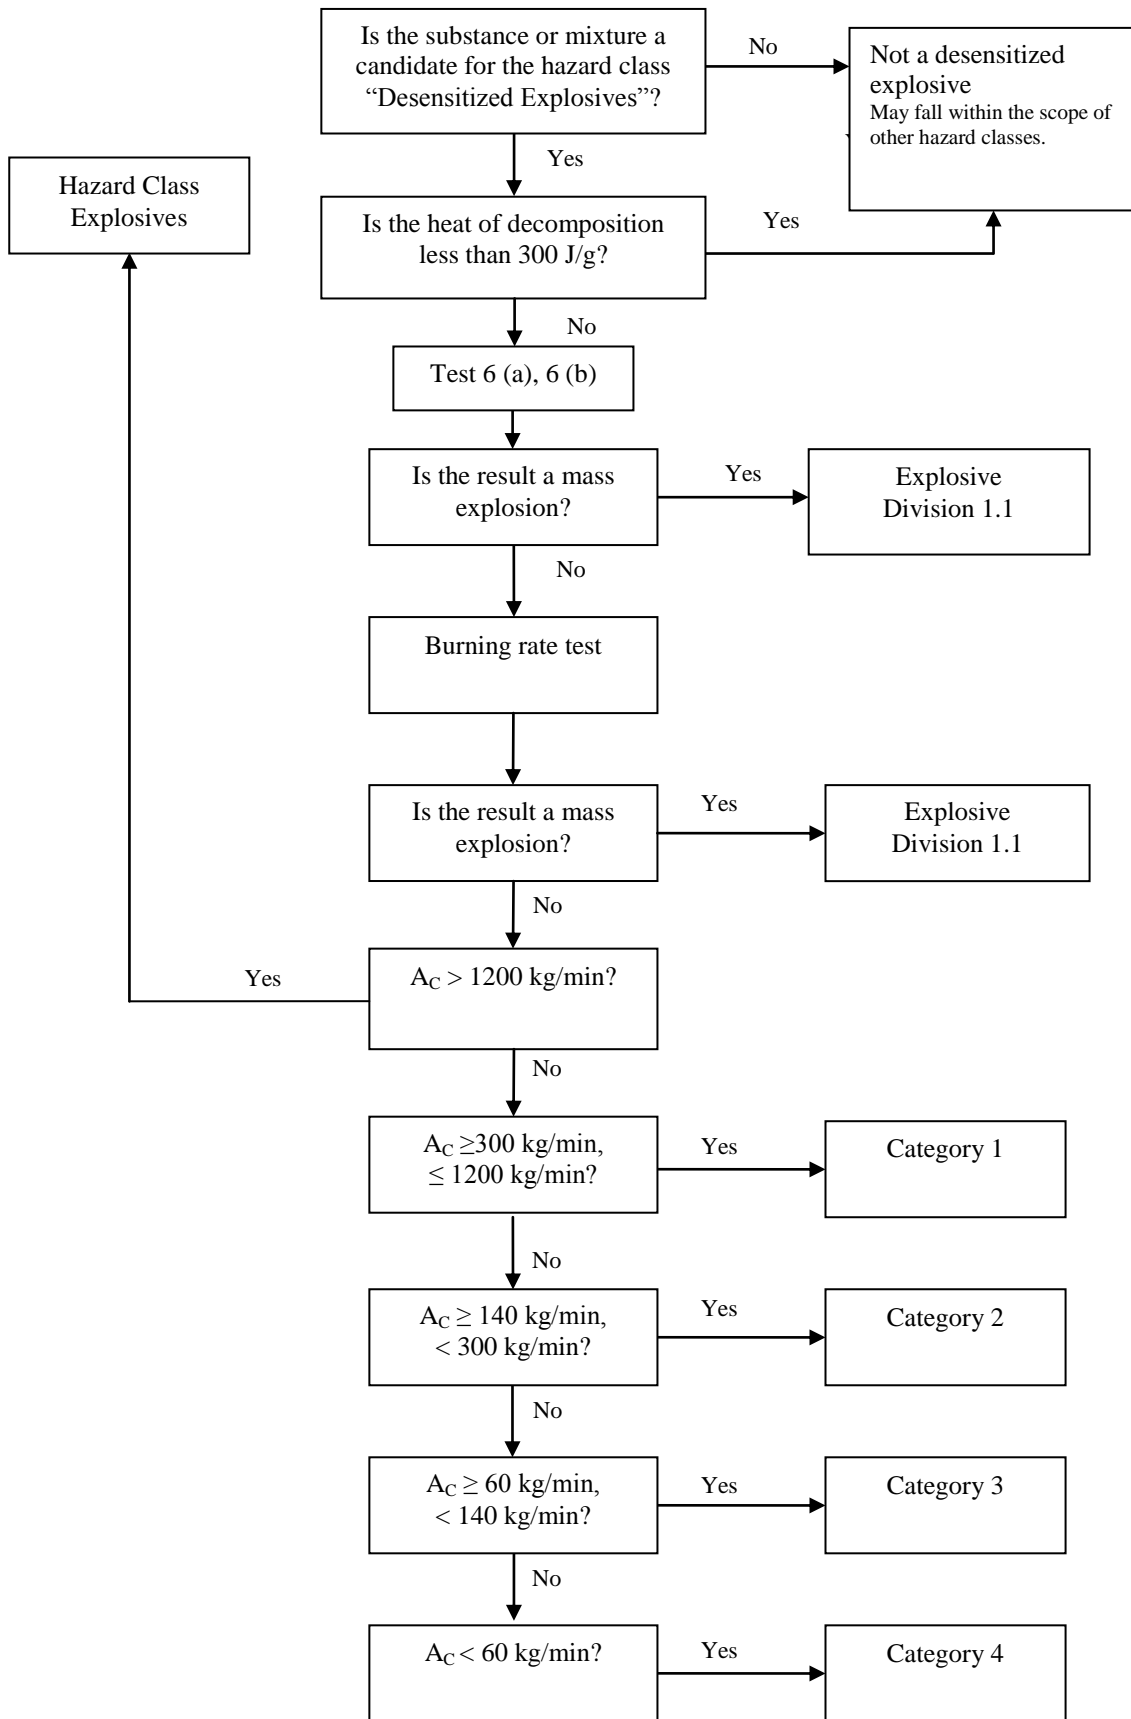 Is the substance or mixture a
candidate for the hazard class
“Desensitized Explosives”?
No
Not a desensitized
explosive
May fall within the scope of
other hazard classes.
Yes
Hazard Class
Explosives
Is the heat of decomposition
less than 300 J/g?
Yes
No
Test 6 (a), 6 (b)
Is the result a mass
explosion?
Yes
Explosive
Division 1.1
No
Burning rate test
Is the result a mass
explosion?
Yes
Explosive
Division 1.1
No
AC > 1200 kg/min?
Yes
No
AC ≥300 kg/min,
≤ 1200 kg/min?
Yes
Category 1
No
AC ≥ 140 kg/min,
< 300 kg/min?
Yes
Category 2
No
AC ≥ 60 kg/min,
< 140 kg/min?
Yes
Category 3
No
AC < 60 kg/min?
Yes
Category 4